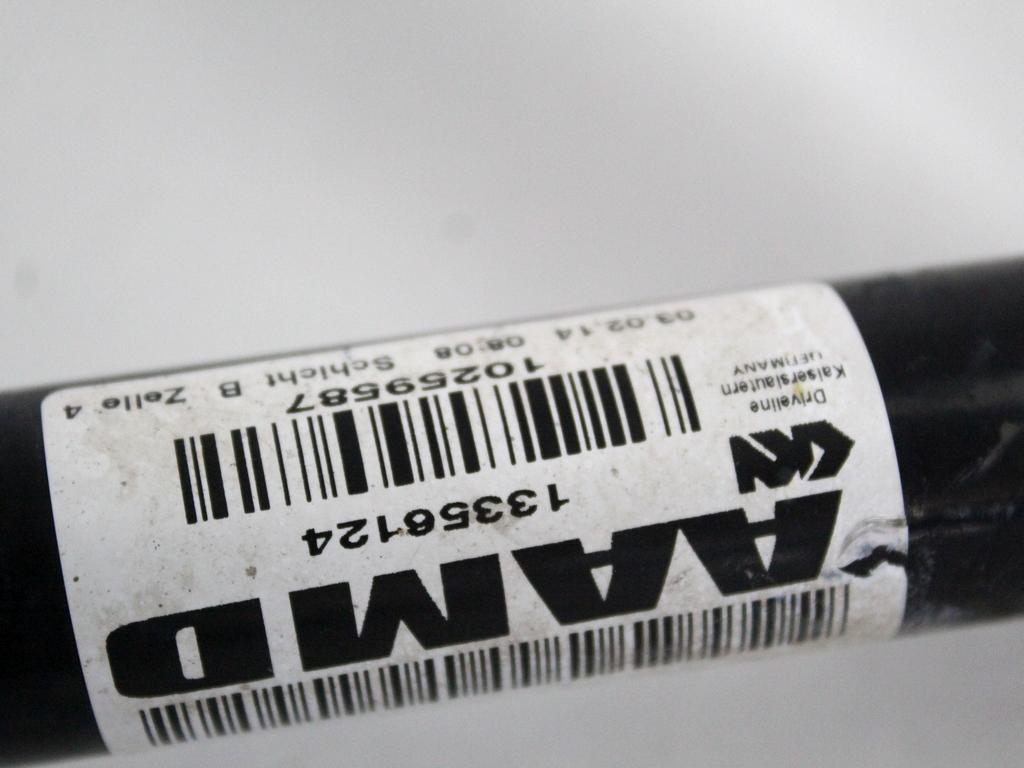 AAMD
13356124
GKN
Driveline
Kaiserslautern
GERMANY
10259587
03.02.14 08:08 Schicht B Zelle 4